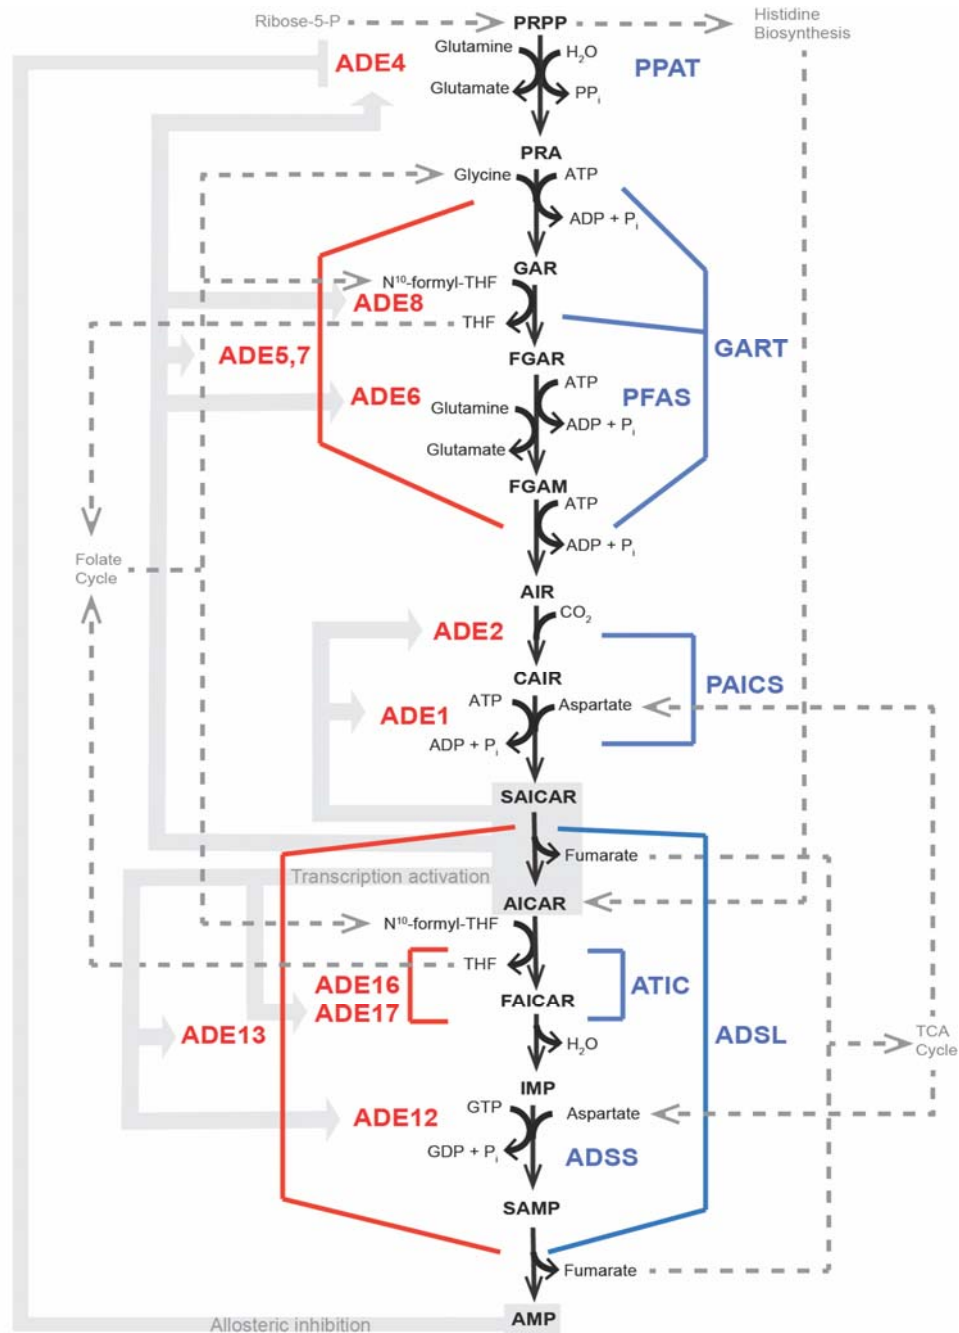 Ribose-5-P
PRPP
Histidine
Biosynthesis
Glutamine
H2O
ADE4
PPAT
Glutamate
PPi
PRA
Glycine
ATP
ADP + Pi
GAR
N10-formyl-THF
ADE8
THF
GART
ADE5,7
FGAR
ATP
ADE6
PFAS
Glutamine
ADP + Pi
Glutamate
FGAM
ATP
ADP + Pi
Folate
Cycle
AIR
CO2
ADE2
CAIR
PAICS
ATP
Aspartate
ADE1
ADP + Pi
SAICAR
Fumarate
Transcription activation
AICAR
N10-formyl-THF
THF
ADE16
ATIC
FAICAR
ADE17
ADE13
ADSL
TCA
Cycle
H2O
IMP
GTP
Aspartate
ADE12
GDP + Pi
ADSS
SAMP
Fumarate
AMP
Allosteric inhibition